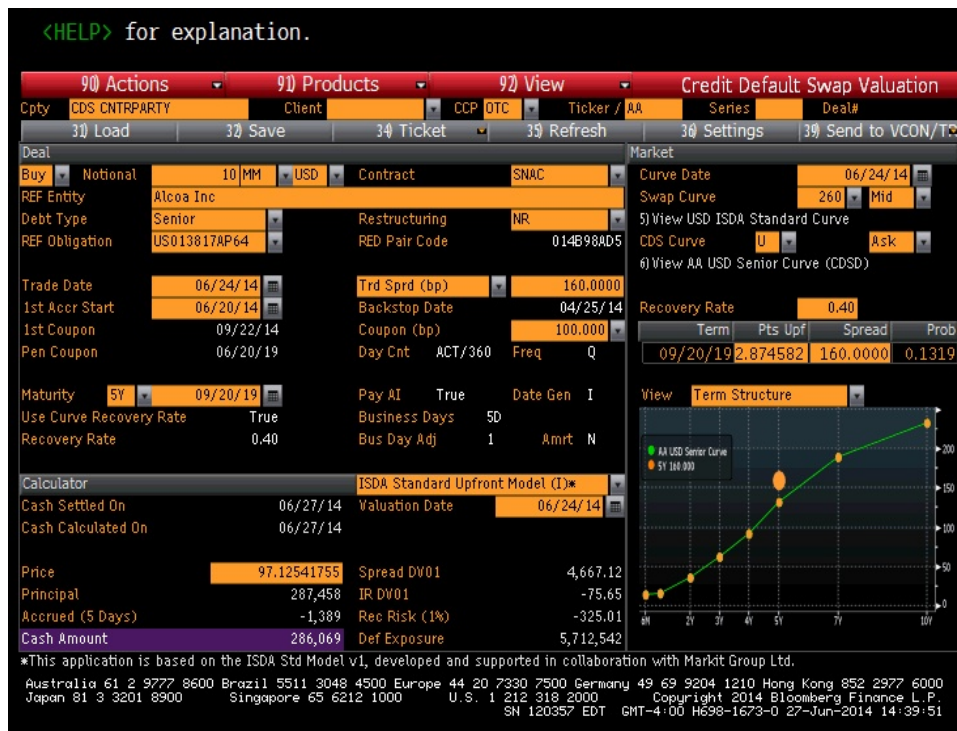 <HELP> for explanation.
90) Actions 91) Products 92) View Credit Default Swap Valuation
Cpty CDS CNTRPARTY Client CCP OTC Ticker / AA Series Deal#
31) Load 32) Save 34) Ticket 35) Refresh 36) Settings 39) Send to VCON/T
Deal Market
Buy Notional 10 MM USD Contract SNAC Curve Date 06/24/14
REF Entity Alcoa Inc Swap Curve 260 Mid
Debt Type Senior Restructuring NR 5) View USD ISDA Standard Curve
REF Obligation US013817AP64 RED Pair Code 014B98AD5 CDS Curve U Ask
6) View AA USD Senior Curve (CDSD)
Trade Date 06/24/14 Trd Sprd (bp) 160.0000
1st Accr Start 06/20/14 Backstop Date 04/25/14 Recovery Rate 0.40
1st Coupon 09/22/14 Coupon (bp) 100.000 Term Pts Upf Spread Prob
Pen Coupon 06/20/19 Day Cnt ACT/360 Freq Q 09/20/19 2.874582 160.0000 0.1319
Maturity 5Y 09/20/19 Pay AI True Date Gen I View Term Structure
Use Curve Recovery Rate True Business Days 5D
Recovery Rate 0.40 Bus Day Adj 1 Amrt N
AA USD Senior Curve
5Y 160.000
200
150
100
50
0
6M 2Y 3Y 4Y 5Y 7Y 10Y
Calculator ISDA Standard Upfront Model (I)*
Cash Settled On 06/27/14 Valuation Date 06/24/14
Cash Calculated On 06/27/14
Price 97.12541755 Spread DV01 4,667.12
Principal 287,458 IR DV01 -75.65
Accrued (5 Days) -1,389 Rec Risk (1%) -325.01
Cash Amount 286,069 Def Exposure 5,712,542
*This application is based on the ISDA Std Model v1, developed and supported in collaboration with Markit Group Ltd.
Australia 61 2 9777 8600 Brazil 5511 3048 4500 Europe 44 20 7330 7500 Germany 49 69 9204 1210 Hong Kong 852 2977 6000
Japan 81 3 3201 8900 Singapore 65 6212 1000 U.S. 1 212 318 2000 Copyright 2014 Bloomberg Finance L.P.
SN 120357 EDT GMT-4:00 H698-1673-0 27-Jun-2014 14:39:51